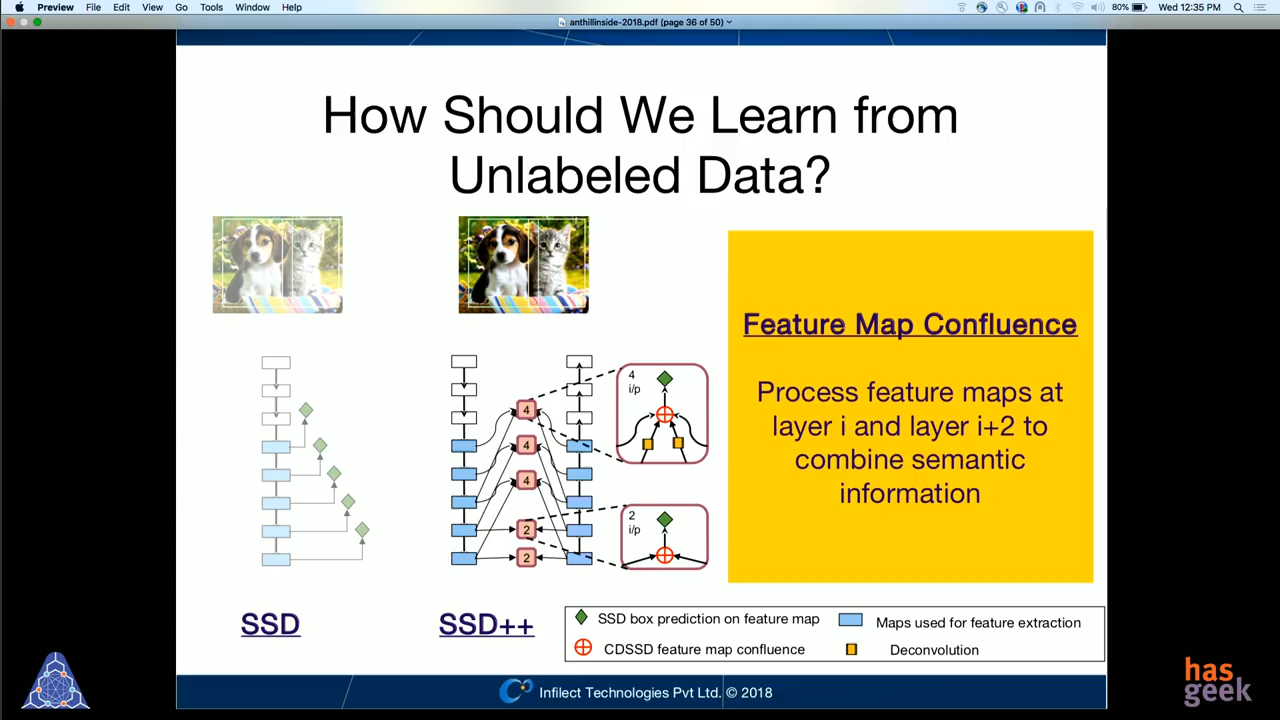 Preview File Edit View Go Tools Window Help
80% Wed 12:35 PM
anthillinside-2018.pdf (page 36 of 50)
How Should We Learn from
Unlabeled Data?
Feature Map Confluence
Process feature maps at
layer i and layer i+2 to
combine semantic
information
4
4
4
2
2
4
i/p
2
i/p
SSD
SSD++
SSD box prediction on feature map
Maps used for feature extraction
CDSSD feature map confluence
Deconvolution
Infilect Technologies Pvt Ltd. © 2018
has
geek